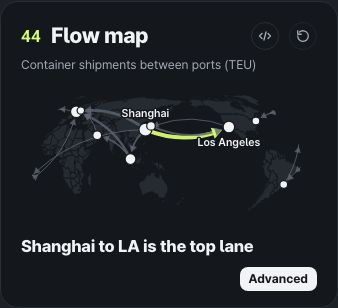 44 Flow map
Container shipments between ports (TEU)
Shanghai
Los Angeles
Shanghai to LA is the top lane
Advanced